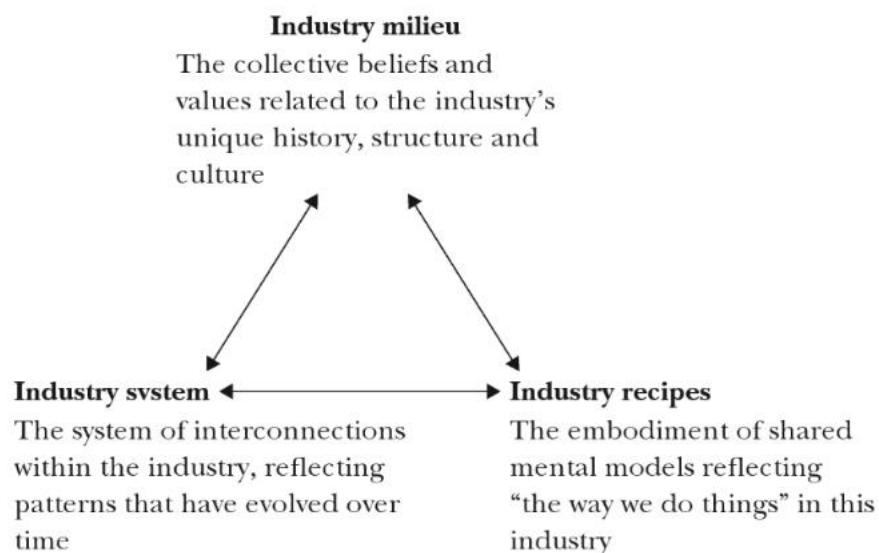 Industry milieu
The collective beliefs and
values related to the industry's
unique history, structure and
culture
Industry svstem
The system of interconnections
within the industry, reflecting
patterns that have evolved over
time
Industry recipes
The embodiment of shared
mental models reflecting
“the way we do things” in this
industry